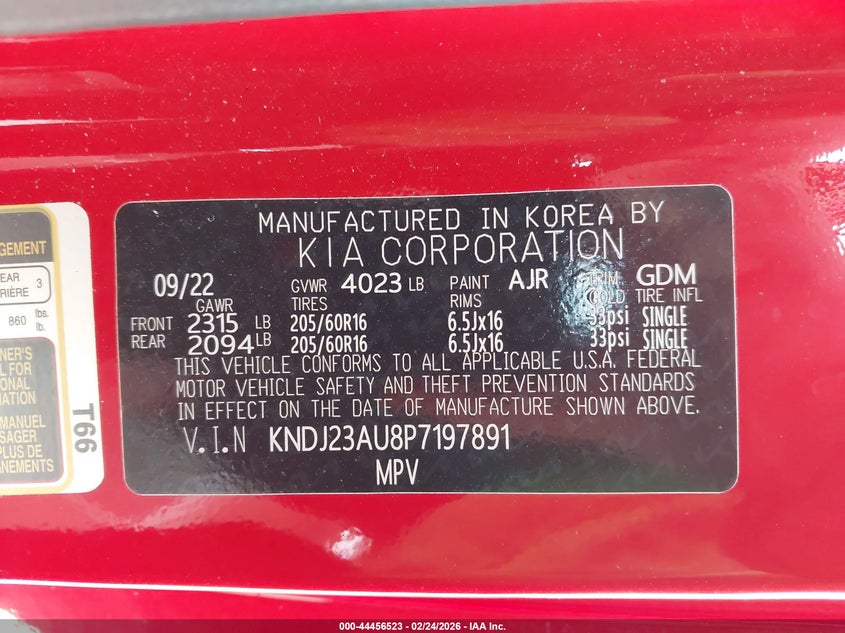 GEMENT
EAR
RIÈRE 3
860 lbs.
lb.
NER'S
L FOR
ONAL
ATION
MANUEL
SAGER
PLUS DE
NEMENTS
T66
MANUFACTURED IN KOREA BY
KIA CORPORATION
09/22 GVWR 4023 LB PAINT AJR TRIM GDM
GAWR TIRES RIMS COLD TIRE INFL
FRONT 2315 LB 205/60R16 6.5Jx16 33psi SINGLE
REAR 2094 LB 205/60R16 6.5Jx16 33psi SINGLE
THIS VEHICLE CONFORMS TO ALL APPLICABLE U.S.A. FEDERAL
MOTOR VEHICLE SAFETY AND THEFT PREVENTION STANDARDS
IN EFFECT ON THE DATE OF MANUFACTURE SHOWN ABOVE.
V.I.N KNDJ23AU8P7197891
MPV
000-44456523 - 02/24/2026 - IAA Inc.